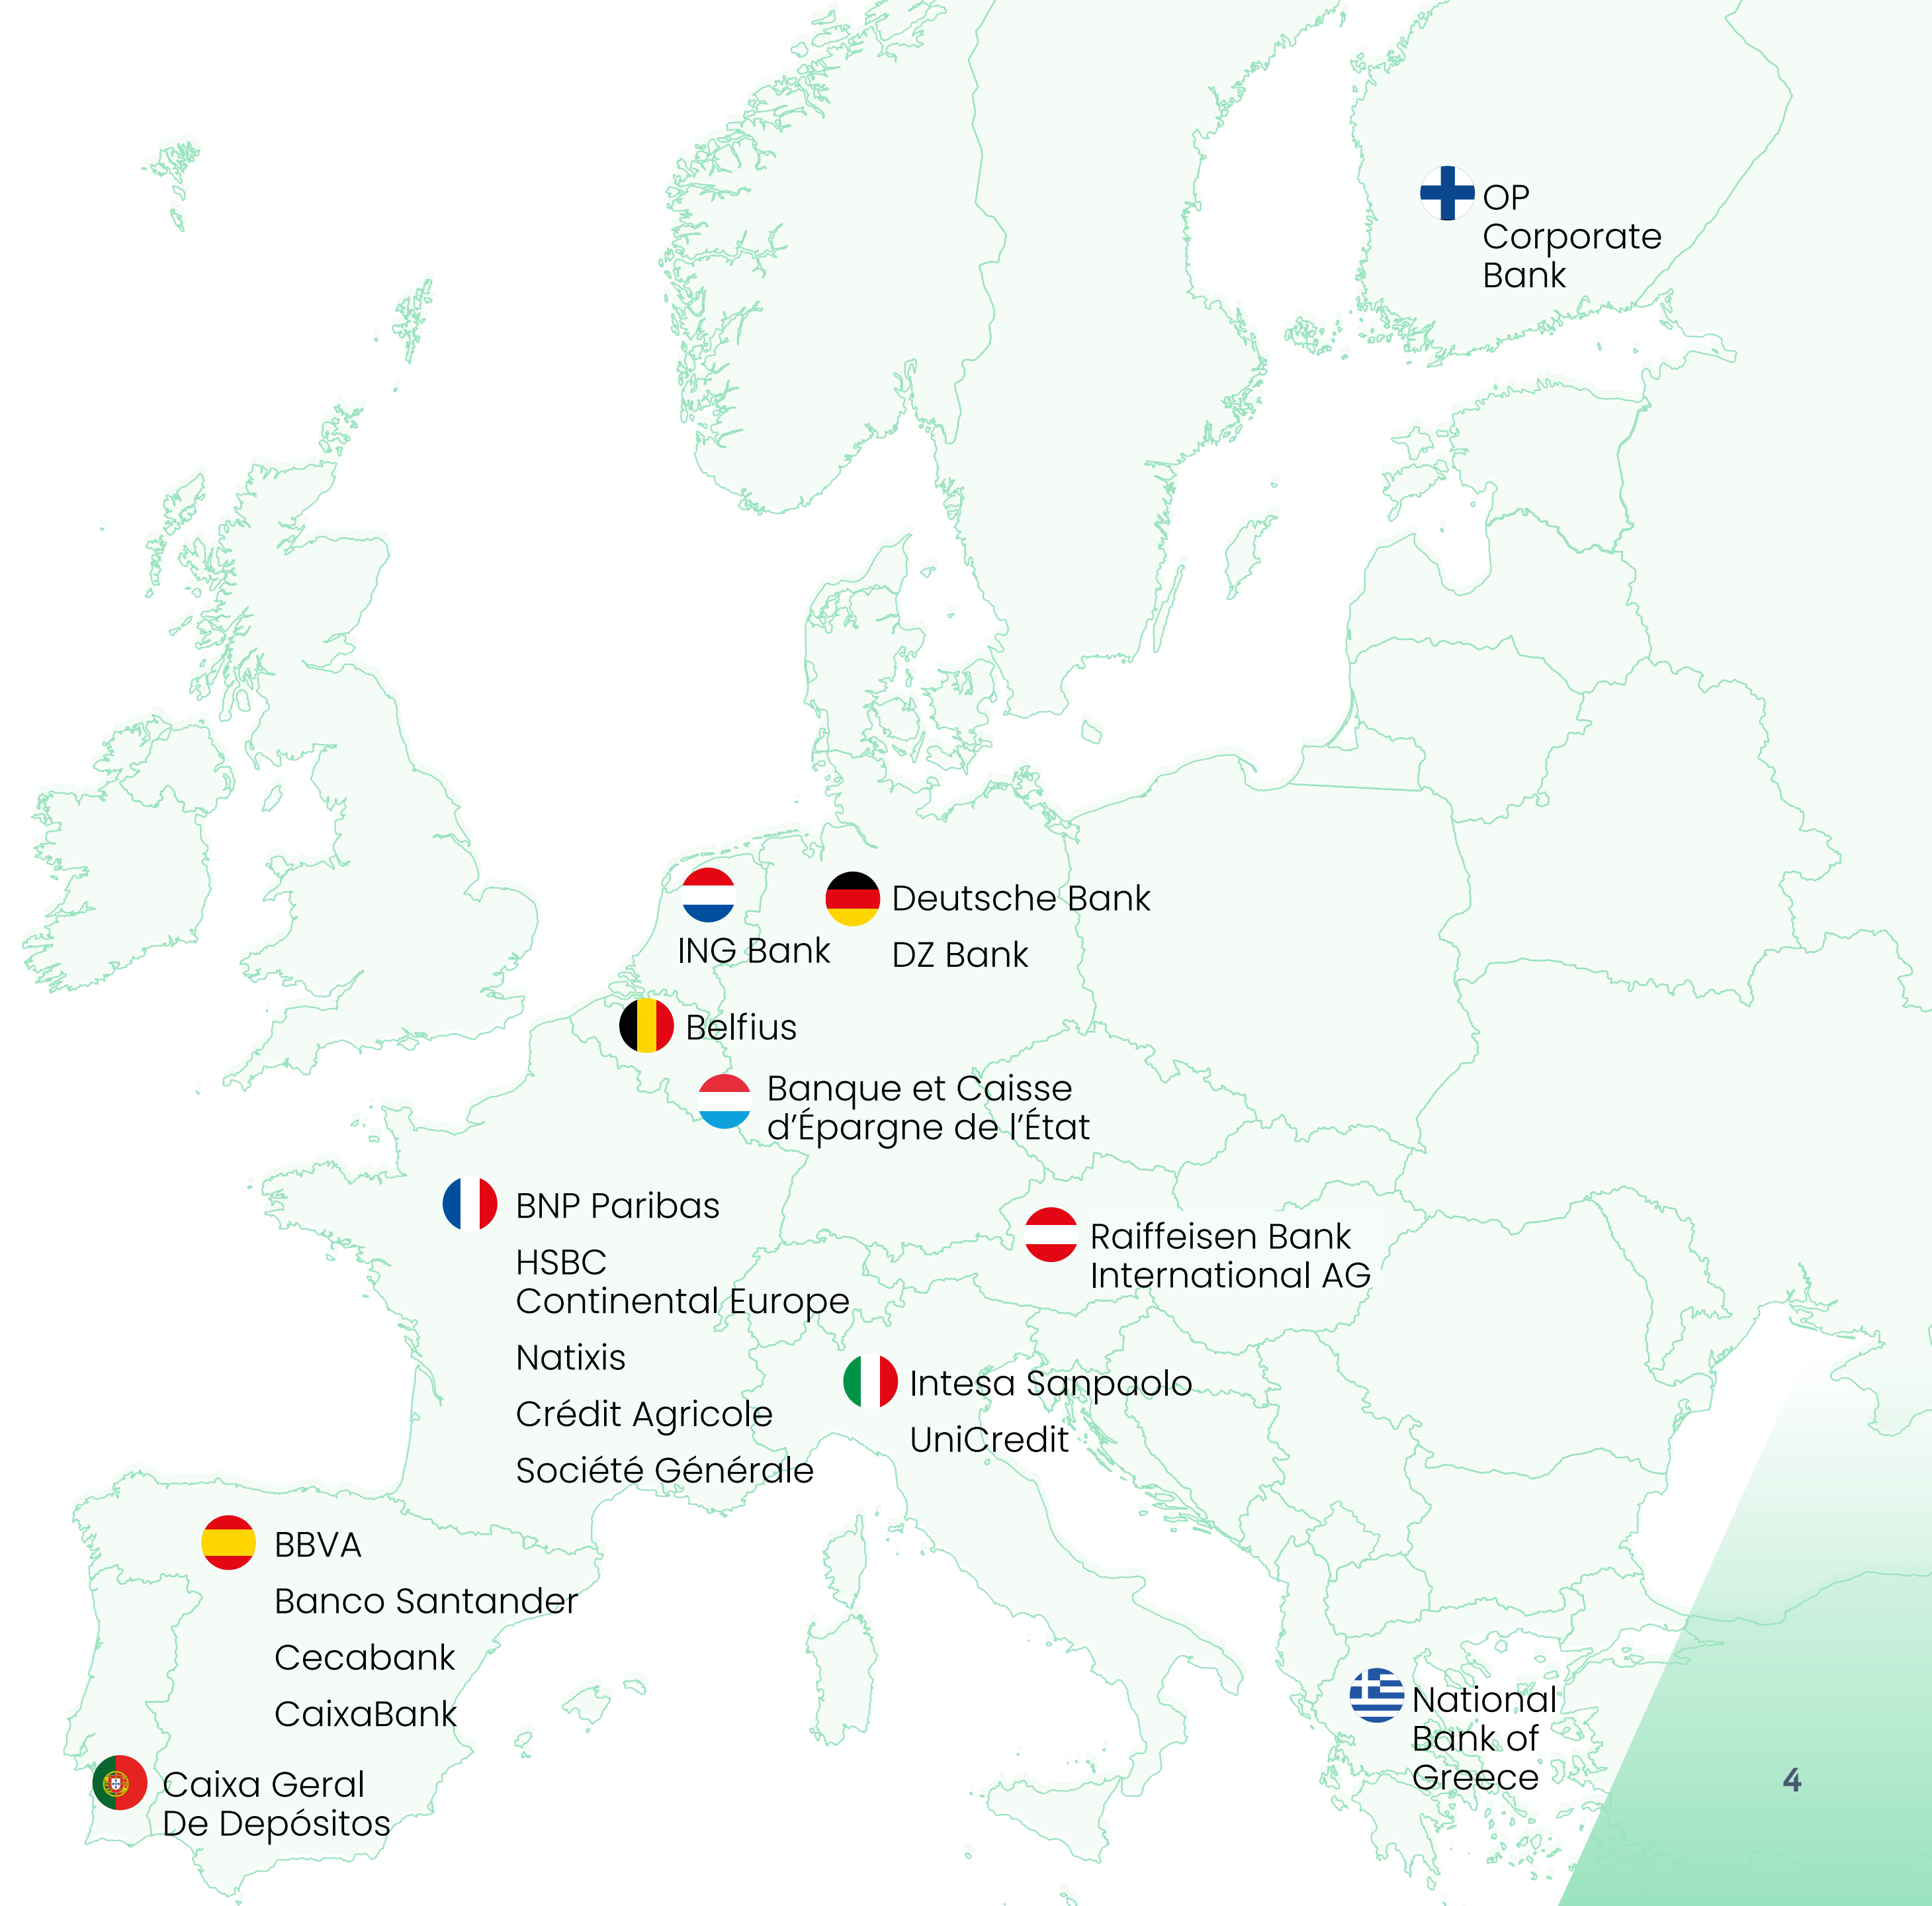 OP
Corporate
Bank
Deutsche Bank
ING Bank
DZ Bank
Belfius
Banque et Caisse
d’Épargne de l’État
BNP Paribas
HSBC
Continental Europe
Natixis
Crédit Agricole
Société Générale
Raiffeisen Bank
International AG
Intesa Sanpaolo
UniCredit
BBVA
Banco Santander
Cecabank
CaixaBank
Caixa Geral
De Depósitos
National
Bank of
Greece
4